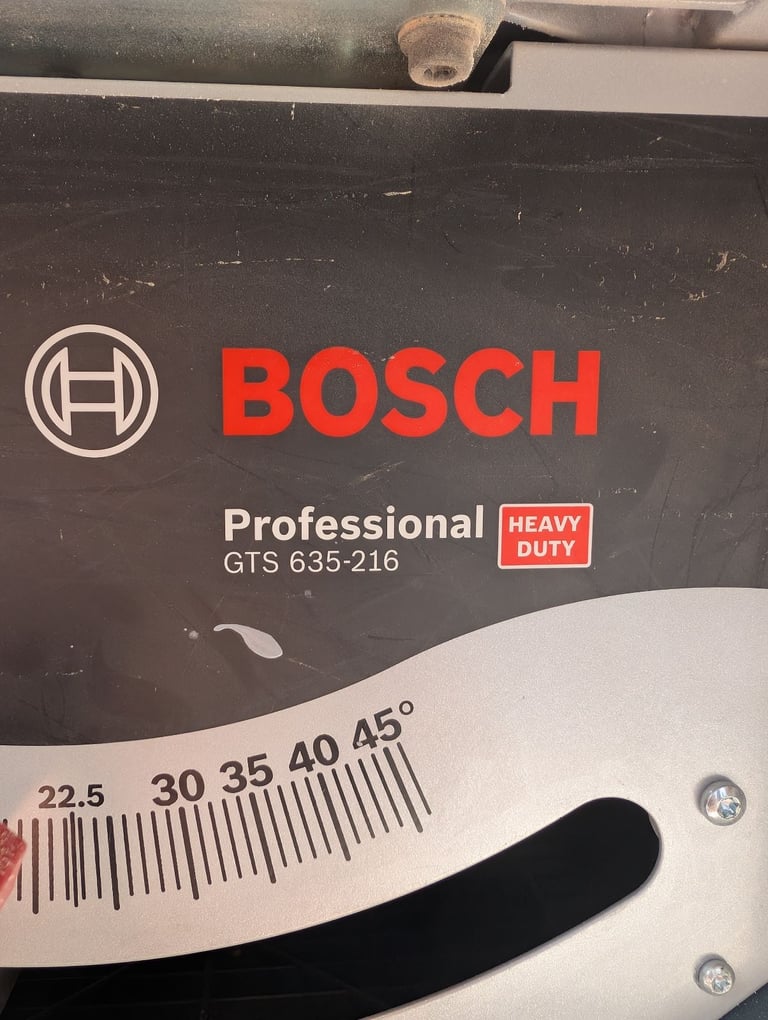 BOSCH
Professional
HEAVY
DUTY
GTS 635-216
22.5 30 35 40 45°